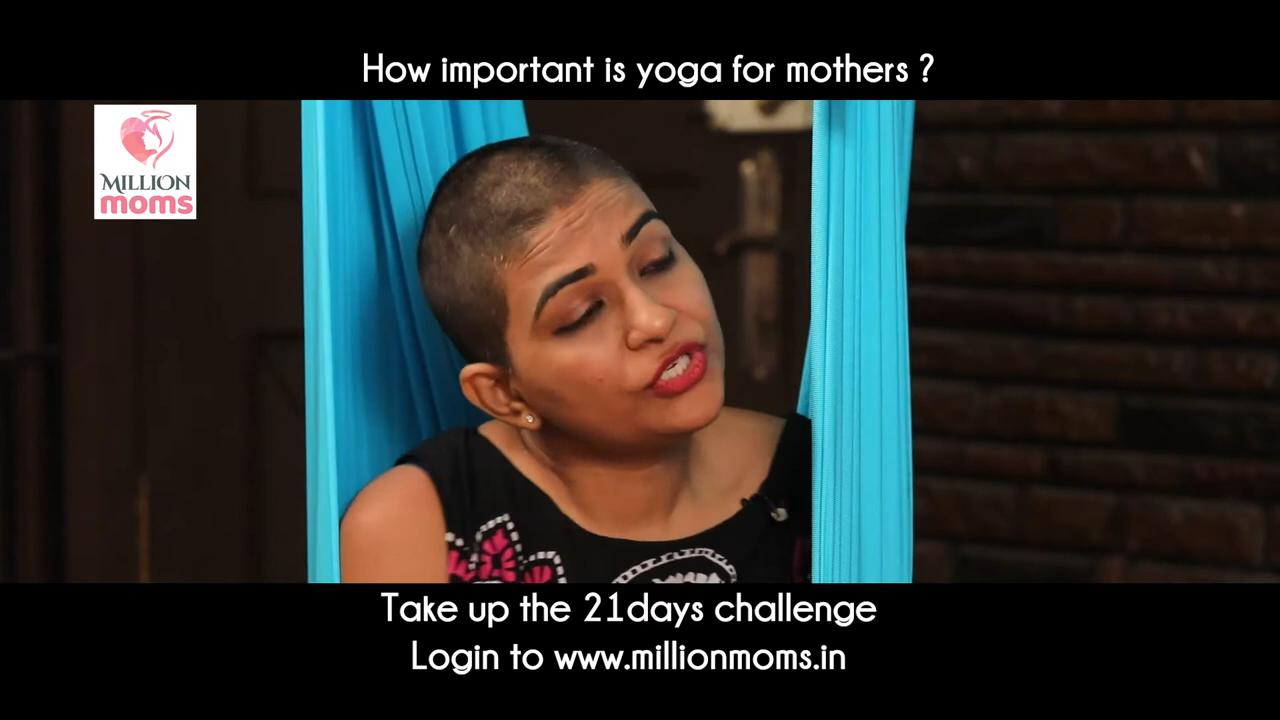 How important is yoga for mothers ?
MILLION
moms
Take up the 21days challenge
Login to www.millionmoms.in